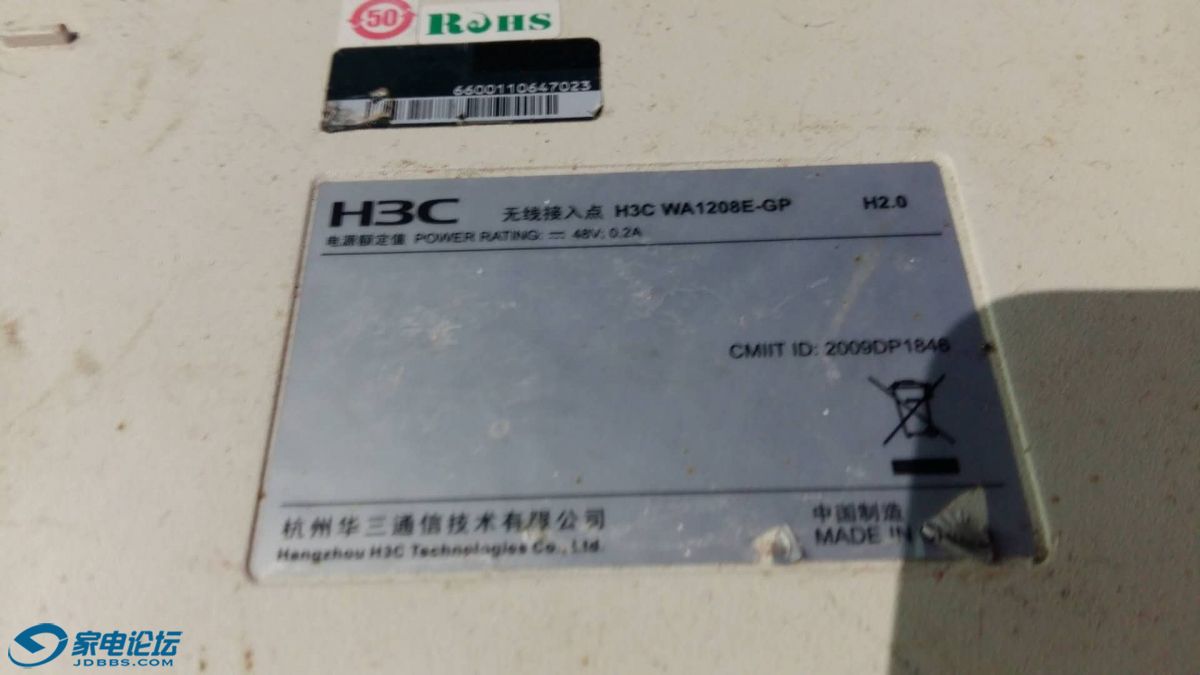 50 RoHS
6600110647023
H3C 无线接入点 H3C WA1208E-GP H2.0
电源额定值 POWER RATING: ⎓ 48V; 0.2A
CMIIT ID: 2009DP1846
杭州华三通信技术有限公司 中国制造
Hangzhou H3C Technologies Co., Ltd. MADE IN
家电论坛
JDBBS.COM